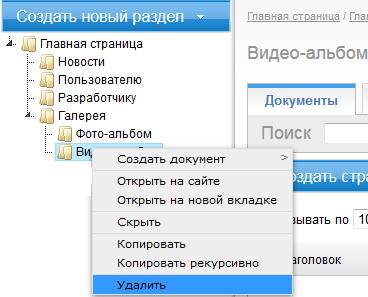 Создать новый раздел
Главная страница
Новости
Пользователю
Разработчику
Галерея
Фото-альбом
Создать документ >
Открыть на сайте
Открыть на новой вкладке
Скрыть
Копировать
Копировать рекурсивно
Удалить
Главная страница / Глав
Видео-альбом
Документы
Поиск